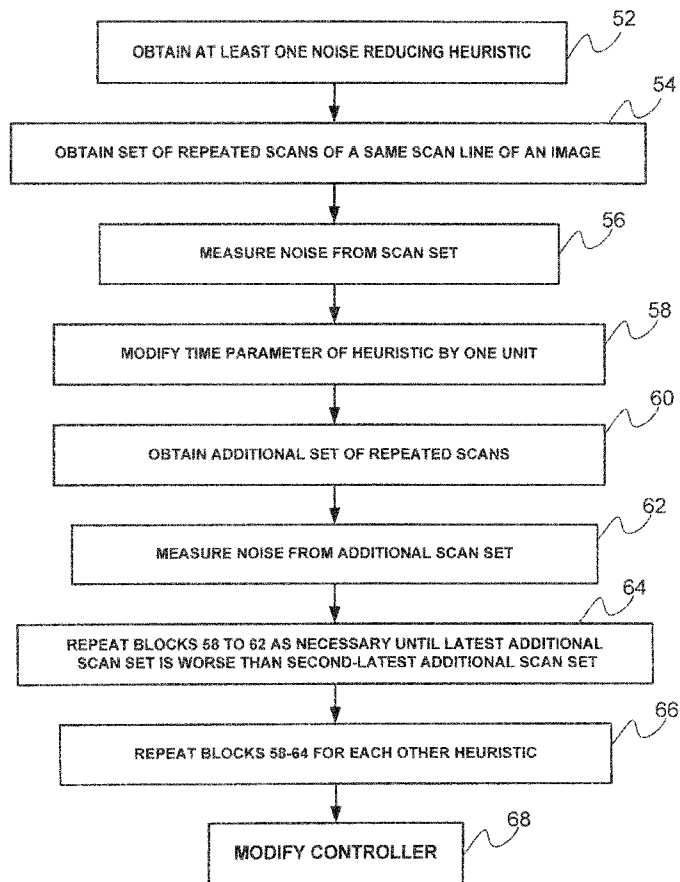 52
OBTAIN AT LEAST ONE NOISE REDUCING HEURISTIC
54
OBTAIN SET OF REPEATED SCANS OF A SAME SCAN LINE OF AN IMAGE
56
MEASURE NOISE FROM SCAN SET
58
MODIFY TIME PARAMETER OF HEURISTIC BY ONE UNIT
60
OBTAIN ADDITIONAL SET OF REPEATED SCANS
62
MEASURE NOISE FROM ADDITIONAL SCAN SET
64
REPEAT BLOCKS 58 TO 62 AS NECESSARY UNTIL LATEST ADDITIONAL
SCAN SET IS WORSE THAN SECOND-LATEST ADDITIONAL SCAN SET
66
REPEAT BLOCKS 58-64 FOR EACH OTHER HEURISTIC
68
MODIFY CONTROLLER